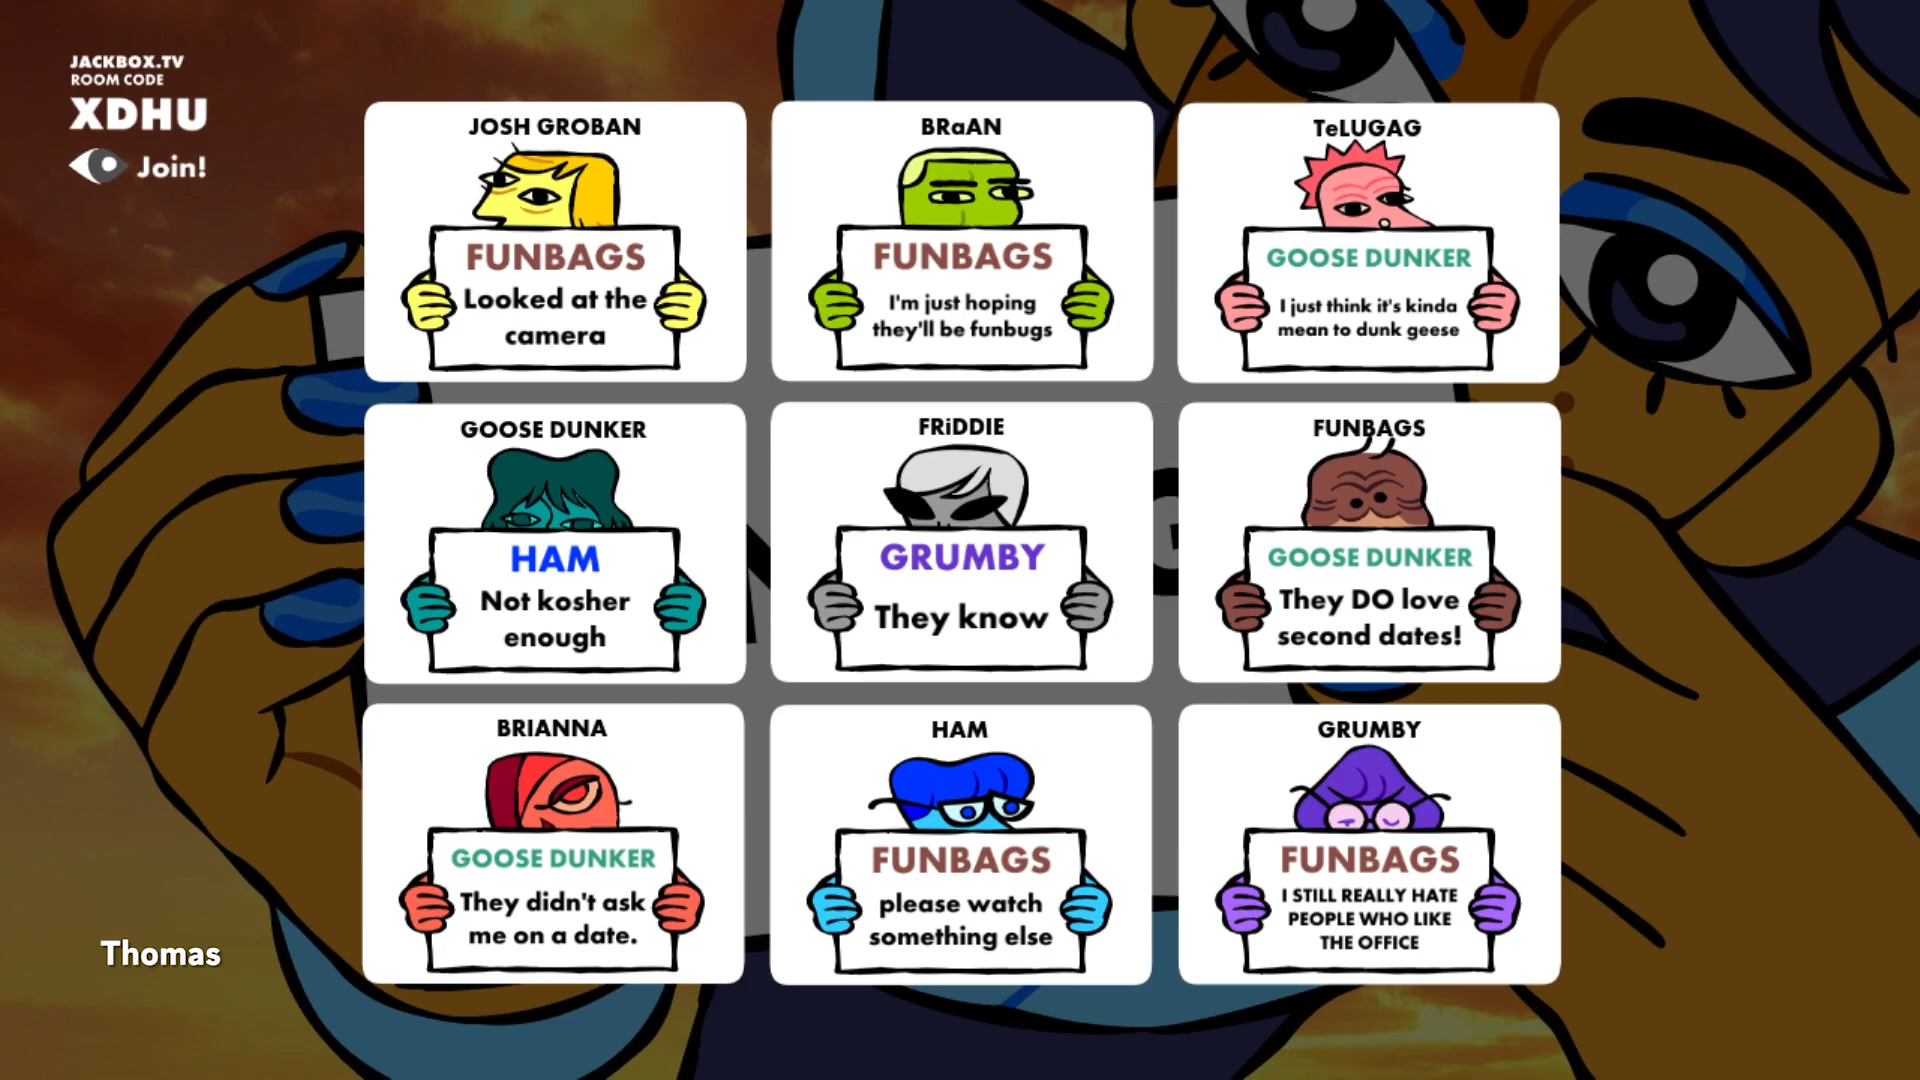 JACKBOX.TV
ROOM CODE
XDHU
Join!
JOSH GROBAN
FUNBAGS
Looked at the
camera
BRaAN
FUNBAGS
I'm just hoping
they'll be funbugs
TeLUGAG
GOOSE DUNKER
I just think it's kinda
mean to dunk geese
GOOSE DUNKER
HAM
Not kosher
enough
FRiDDIE
GRUMBY
They know
FUNBAGS
GOOSE DUNKER
They DO love
second dates!
BRIANNA
GOOSE DUNKER
They didn't ask
me on a date.
HAM
FUNBAGS
please watch
something else
GRUMBY
FUNBAGS
I STILL REALLY HATE
PEOPLE WHO LIKE
THE OFFICE
Thomas